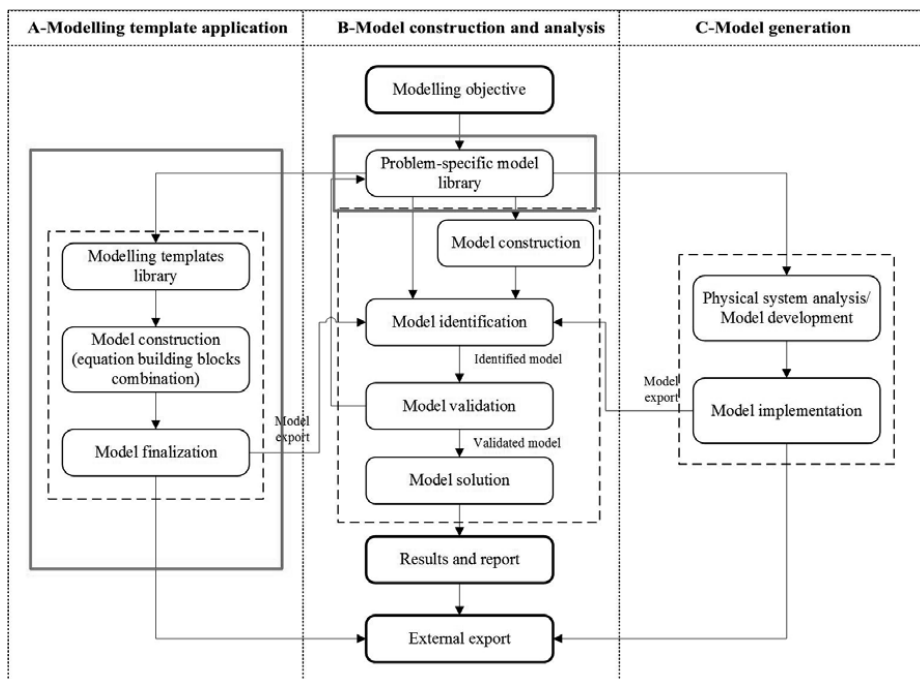 A-Modelling template application
B-Model construction and analysis
C-Model generation
Modelling objective
Problem-specific model
library
Model construction
Modelling templates
library
Model construction
(equation building blocks
combination)
Model finalization
Model
export
Model identification
Identified model
Model validation
Validated model
Model solution
Results and report
External export
Physical system analysis/
Model development
Model
export
Model implementation